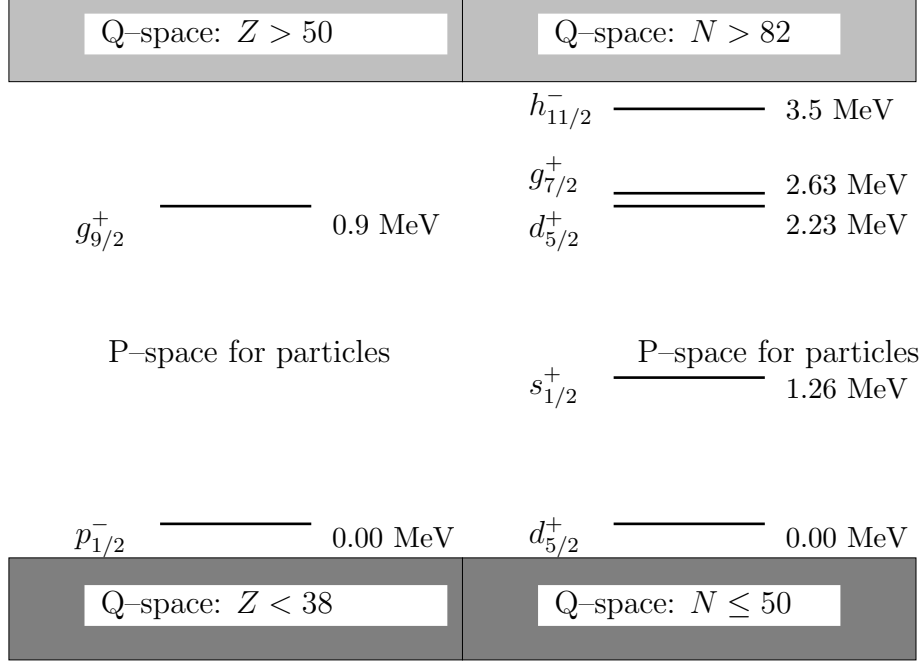 Q–space: Z > 50
Q–space: N > 82
h⁻₁₁/₂ 3.5 MeV
g⁺₇/₂ 2.63 MeV
g⁺₉/₂ 0.9 MeV
d⁺₅/₂ 2.23 MeV
P–space for particles
P–space for particles
s⁺₁/₂ 1.26 MeV
p⁻₁/₂ 0.00 MeV
d⁺₅/₂ 0.00 MeV
Q–space: Z < 38
Q–space: N ≤ 50